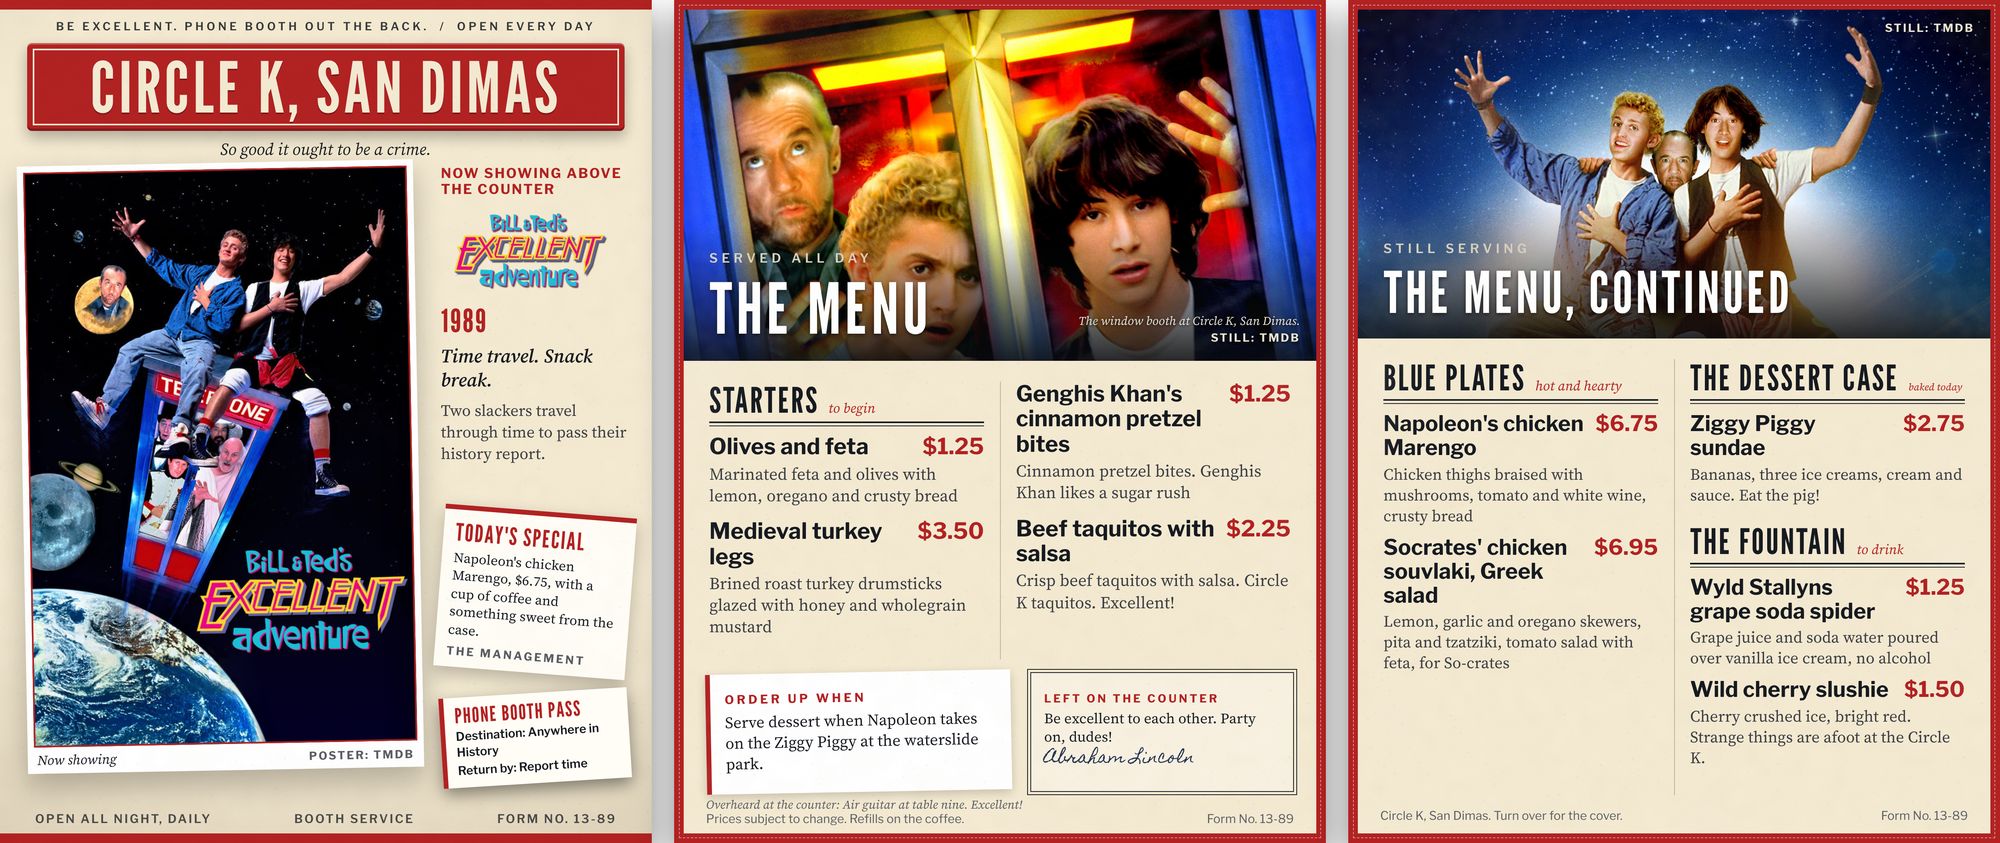 BE EXCELLENT. PHONE BOOTH OUT THE BACK. / OPEN EVERY DAY
CIRCLE K, SAN DIMAS
So good it ought to be a crime.
NOW SHOWING ABOVE
THE COUNTER
Bill & Ted's
EXCELLENT
adventure
1989
Time travel. Snack
break.
Two slackers travel
through time to pass their
history report.
TODAY'S SPECIAL
Napoleon's chicken
Marengo, $6.75, with a
cup of coffee and
something sweet from the
case.
THE MANAGEMENT
PHONE BOOTH PASS
Destination: Anywhere in
History
Return by: Report time
Bill & Ted's
EXCELLENT
adventure
Now showing
POSTER: TMDB
OPEN ALL NIGHT, DAILY
BOOTH SERVICE
FORM NO. 13-89
SERVED ALL DAY
THE MENU
The window booth at Circle K, San Dimas.
STILL: TMDB
STARTERS to begin
Olives and feta $1.25
Marinated feta and olives with
lemon, oregano and crusty bread
Medieval turkey $3.50
legs
Brined roast turkey drumsticks
glazed with honey and wholegrain
mustard
Genghis Khan's $1.25
cinnamon pretzel
bites
Cinnamon pretzel bites. Genghis
Khan likes a sugar rush
Beef taquitos with $2.25
salsa
Crisp beef taquitos with salsa. Circle
K taquitos. Excellent!
ORDER UP WHEN
Serve dessert when Napoleon takes
on the Ziggy Piggy at the waterslide
park.
LEFT ON THE COUNTER
Be excellent to each other. Party
on, dudes!
Abraham Lincoln
Overheard at the counter: Air guitar at table nine. Excellent!
Prices subject to change. Refills on the coffee.
Form No. 13-89
STILL: TMDB
STILL SERVING
THE MENU, CONTINUED
BLUE PLATES hot and hearty
Napoleon's chicken $6.75
Marengo
Chicken thighs braised with
mushrooms, tomato and white wine,
crusty bread
Socrates' chicken $6.95
souvlaki, Greek
salad
Lemon, garlic and oregano skewers,
pita and tzatziki, tomato salad with
feta, for So-crates
THE DESSERT CASE baked today
Ziggy Piggy $2.75
sundae
Bananas, three ice creams, cream and
sauce. Eat the pig!
THE FOUNTAIN to drink
Wyld Stallyns $1.25
grape soda spider
Grape juice and soda water poured
over vanilla ice cream, no alcohol
Wild cherry slushie $1.50
Cherry crushed ice, bright red.
Strange things are afoot at the Circle
K.
Circle K, San Dimas. Turn over for the cover.
Form No. 13-89